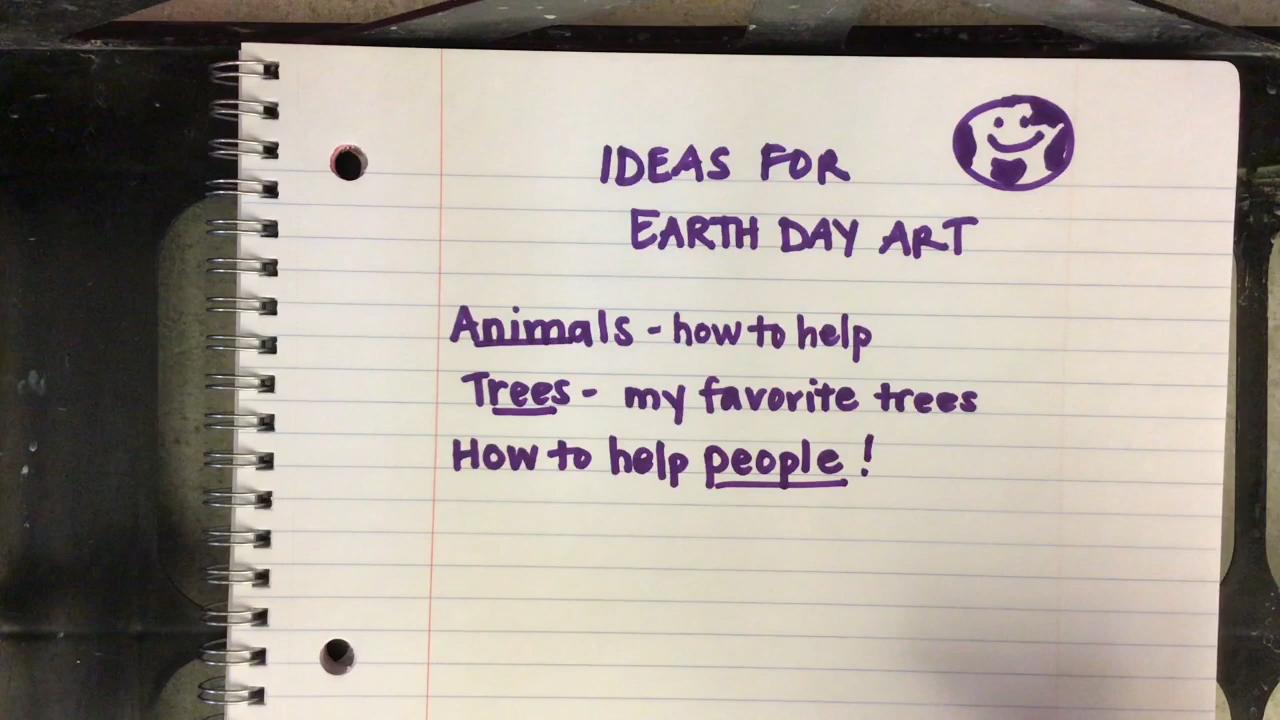 IDEAS FOR
EARTH DAY ART
Animals - how to help
Trees - my favorite trees
How to help people!